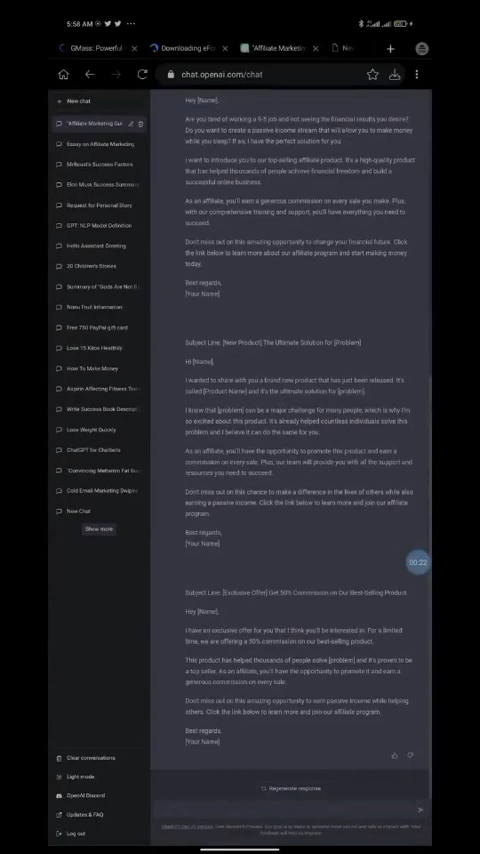 5:58 AM
GMass: Powerful
Downloading eFo
"Affiliate Marketin
Ne
chat.openai.com/chat
New chat
"Affiliate Marketing Gui
Essay on Affiliate Marketing
MrBeast's Success Factors
Elon Musk Success Summary
Request for Personal Story
GPT: NLP Model Definition
Hello Assistant Greeting
20 Children's Stories
Summary of "Gods Are Not
Nonu Fruit Information
Free 750 PayPal gift card
Lose 15 Kilos Healthily
How To Make Money
Aspire Affecting Fitness
Write Success Book Descript
Lose Weight Quickly
ChatGPT for Chatbots
"Convincing Metharim Fat
Cold Email Marketing Swipes
New Chat
Show more
Clear conversations
Light mode
OpenAI Discord
Updates & FAQ
Log out
Hey [Name],
Are you tired of working a 9-5 job and not seeing the financial results you desire?
Do you want to create a passive income stream that will allow you to make money
while you sleep? If so, I have the perfect solution for you.
I want to introduce you to our top-selling affiliate product. It's a high-quality product
that has helped thousands of people achieve financial freedom and build a
successful online business.
As an affiliate, you'll earn a generous commission on every sale you make. Plus,
with our comprehensive training and support, you'll have everything you need to
succeed.
Don't miss out on this amazing opportunity to change your financial future. Click
the link below to learn more about our affiliate program and start making money
today.
Best regards,
[Your Name]
Subject Line: [New Product] The Ultimate Solution for [Problem]
Hi [Name],
I wanted to share with you a brand new product that has just been released. It's
called [Product Name] and it's the ultimate solution for [problem].
I know that [problem] can be a major challenge for many people, which is why I'm
so excited about this product. It's already helped countless individuals solve this
problem and I believe it can do the same for you.
As an affiliate, you'll have the opportunity to promote this product and earn a
commission on every sale. Plus, our team will provide you with all the support and
resources you need to succeed.
Don't miss out on this chance to make a difference in the lives of others while also
earning a passive income. Click the link below to learn more and join our affiliate
program.
Best regards,
[Your Name]
00:22
Subject Line: [Exclusive Offer] Get 50% Commission on Our Best-Selling Product
Hey [Name],
I have an exclusive offer for you that I think you'll be interested in. For a limited
time, we are offering a 50% commission on our best-selling product.
This product has helped thousands of people solve [problem] and it's proven to be
a top seller. As an affiliate, you'll have the opportunity to promote it and earn a
generous commission on every sale.
Don't miss out on this amazing opportunity to earn passive income while helping
others. Click the link below to learn more and join our affiliate program.
Best regards,
[Your Name]
Regenerate response